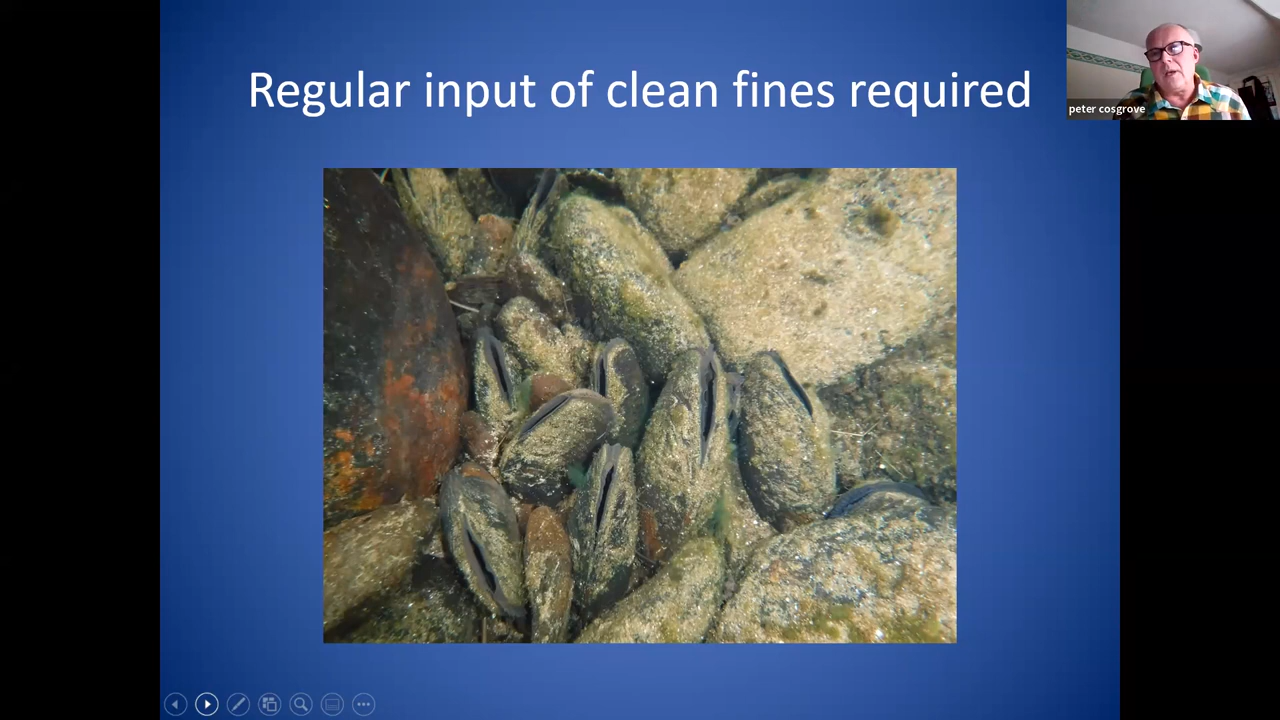 Regular input of clean fines required
peter cosgrove